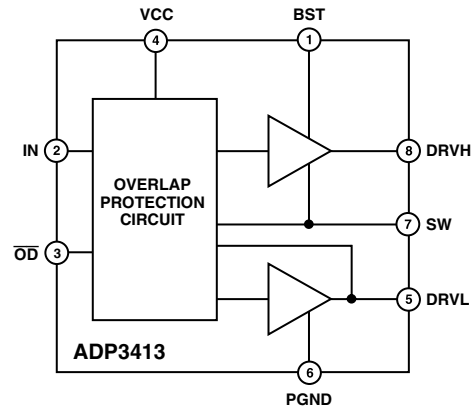 VCC
BST
4
1
IN
2
8
DRVH
OVERLAP
PROTECTION
CIRCUIT
7
SW
OD
3
5
DRVL
ADP3413
6
PGND